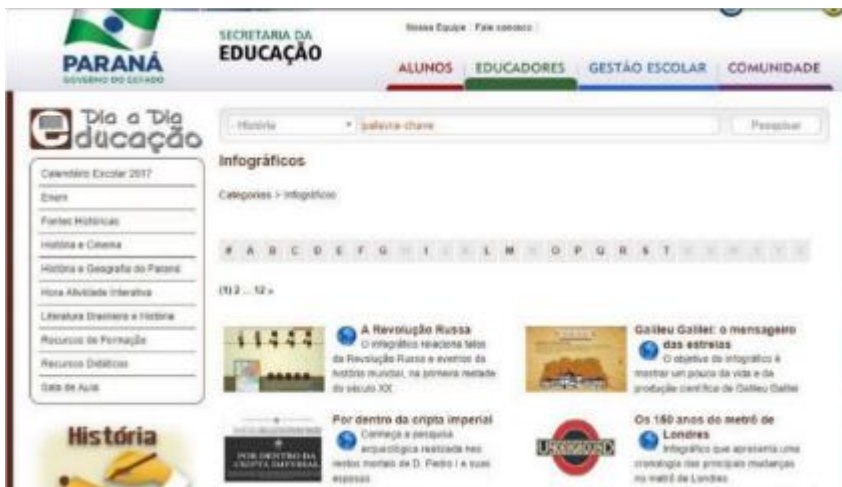 PARANÁ
GOVERNO DO ESTADO
SECRETARIA DA
EDUCAÇÃO
Nossa Equipe Fale conosco
ALUNOS EDUCADORES GESTÃO ESCOLAR COMUNIDADE
Dia a Dia
educação
História palavra-chave Pesquisar
Calendário Escolar 2017
Enem
Fontes Históricas
História e Cinema
História e Geografia do Paraná
Hora Atividade Interativa
Literatura Brasileira e História
Recursos de Formação
Recursos Didáticos
Sala de Aula
História
Infográficos
Categorias > Infográficos
# A B C D E F G H I J K L M N O P Q R S T U V W X Y Z
(1) 2 ... 12 »
A Revolução Russa
O infográfico relaciona fatos
da Revolução Russa e eventos da
história mundial, na primeira metade
do século XX
Galileu Galilei: o mensageiro
das estrelas
O objetivo do infográfico é
mostrar um pouco da vida e da
produção científica de Galileu Galilei
POR DENTRO DA
CRIPTA IMPERIAL
Por dentro da cripta imperial
Conheça a pesquisa
arqueológica realizada nos
restos mortais de D. Pedro I e suas
esposas
UNDERGROUND
Os 150 anos do metrô de
Londres
Infográfico que apresenta uma
cronologia das principais mudanças
no metrô de Londres